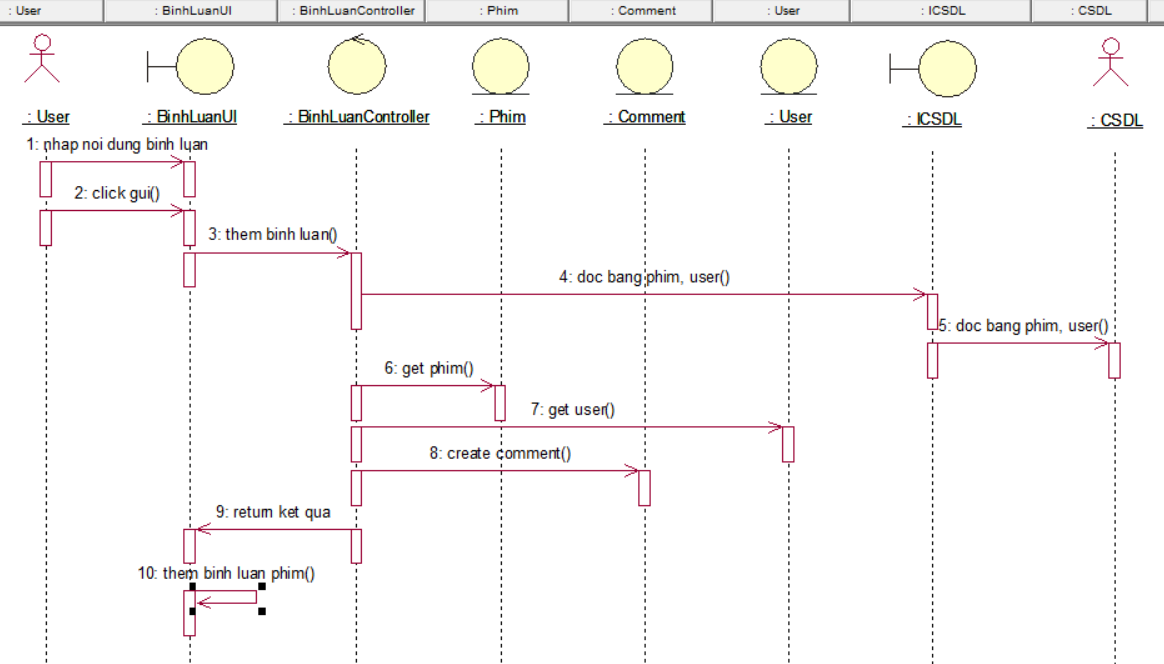 : User
: BinhLuanUI
: BinhLuanController
: Phim
: Comment
: User
: ICSDL
: CSDL
: User
: BinhLuanUI
: BinhLuanController
: Phim
: Comment
: User
: ICSDL
: CSDL
1: nhap noi dung binh luan
2: click gui()
3: them binh luan()
4: doc bang phim, user()
5: doc bang phim, user()
6: get phim()
7: get user()
8: create comment()
9: return ket qua
10: them binh luan phim()